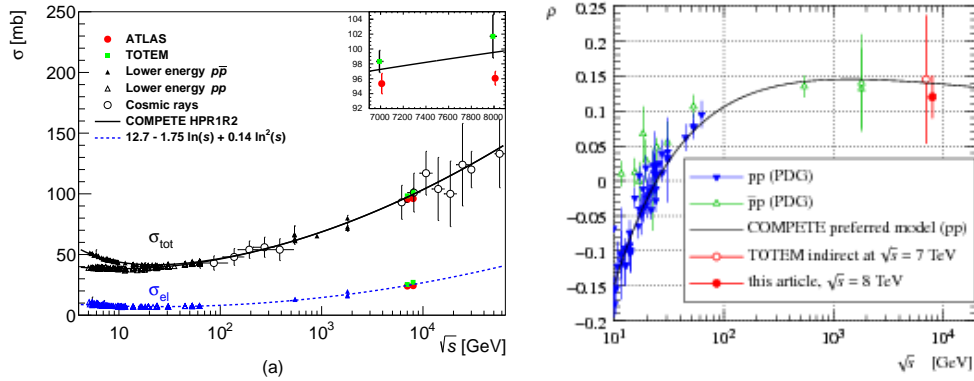 σ [mb]
250
200
150
100
50
0
ATLAS
TOTEM
Lower energy pp̄
Lower energy pp
Cosmic rays
COMPETE HPR1R2
12.7 - 1.75 ln(s) + 0.14 ln²(s)
104
102
100
98
96
94
92
7000 7200 7400 7600 7800 8000
σtot
σel
10 10² 10³ 10⁴
√s [GeV]
(a)
ρ
0.2
0.15
0.1
0.05
0
−0.05
−0.1
−0.15
−0.2
pp (PDG)
p̄p (PDG)
COMPETE preferred model (pp)
TOTEM indirect at √s = 7 TeV
this article, √s = 8 TeV
10¹ 10² 10³ 10⁴
√s [GeV]